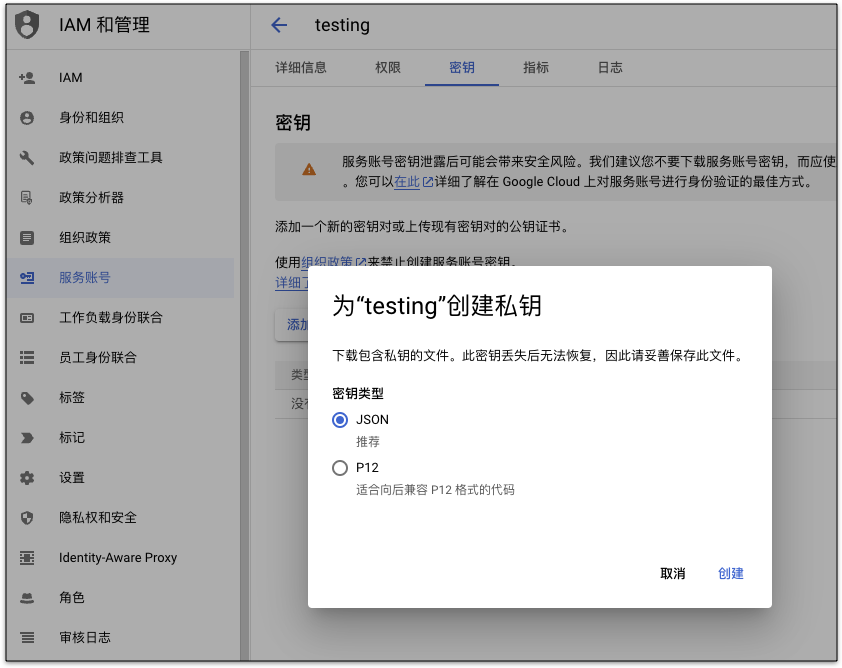 IAM 和管理
IAM
身份和组织
政策问题排查工具
政策分析器
组织政策
服务账号
工作负载身份联合
员工身份联合
标签
标记
设置
隐私权和安全
Identity-Aware Proxy
角色
审核日志
testing
详细信息
权限
密钥
指标
日志
密钥
服务账号密钥泄露后可能会带来安全风险。我们建议您不要下载服务账号密钥，而应使
。您可以在此详细了解在 Google Cloud 上对服务账号进行身份验证的最佳方式。
添加一个新的密钥对或上传现有密钥对的公钥证书。
使用组织政策来禁止创建服务账号密钥。
详细
添加
没
为“testing”创建私钥
下载包含私钥的文件。此密钥丢失后无法恢复，因此请妥善保存此文件。
密钥类型
JSON
推荐
P12
适合向后兼容 P12 格式的代码
取消
创建